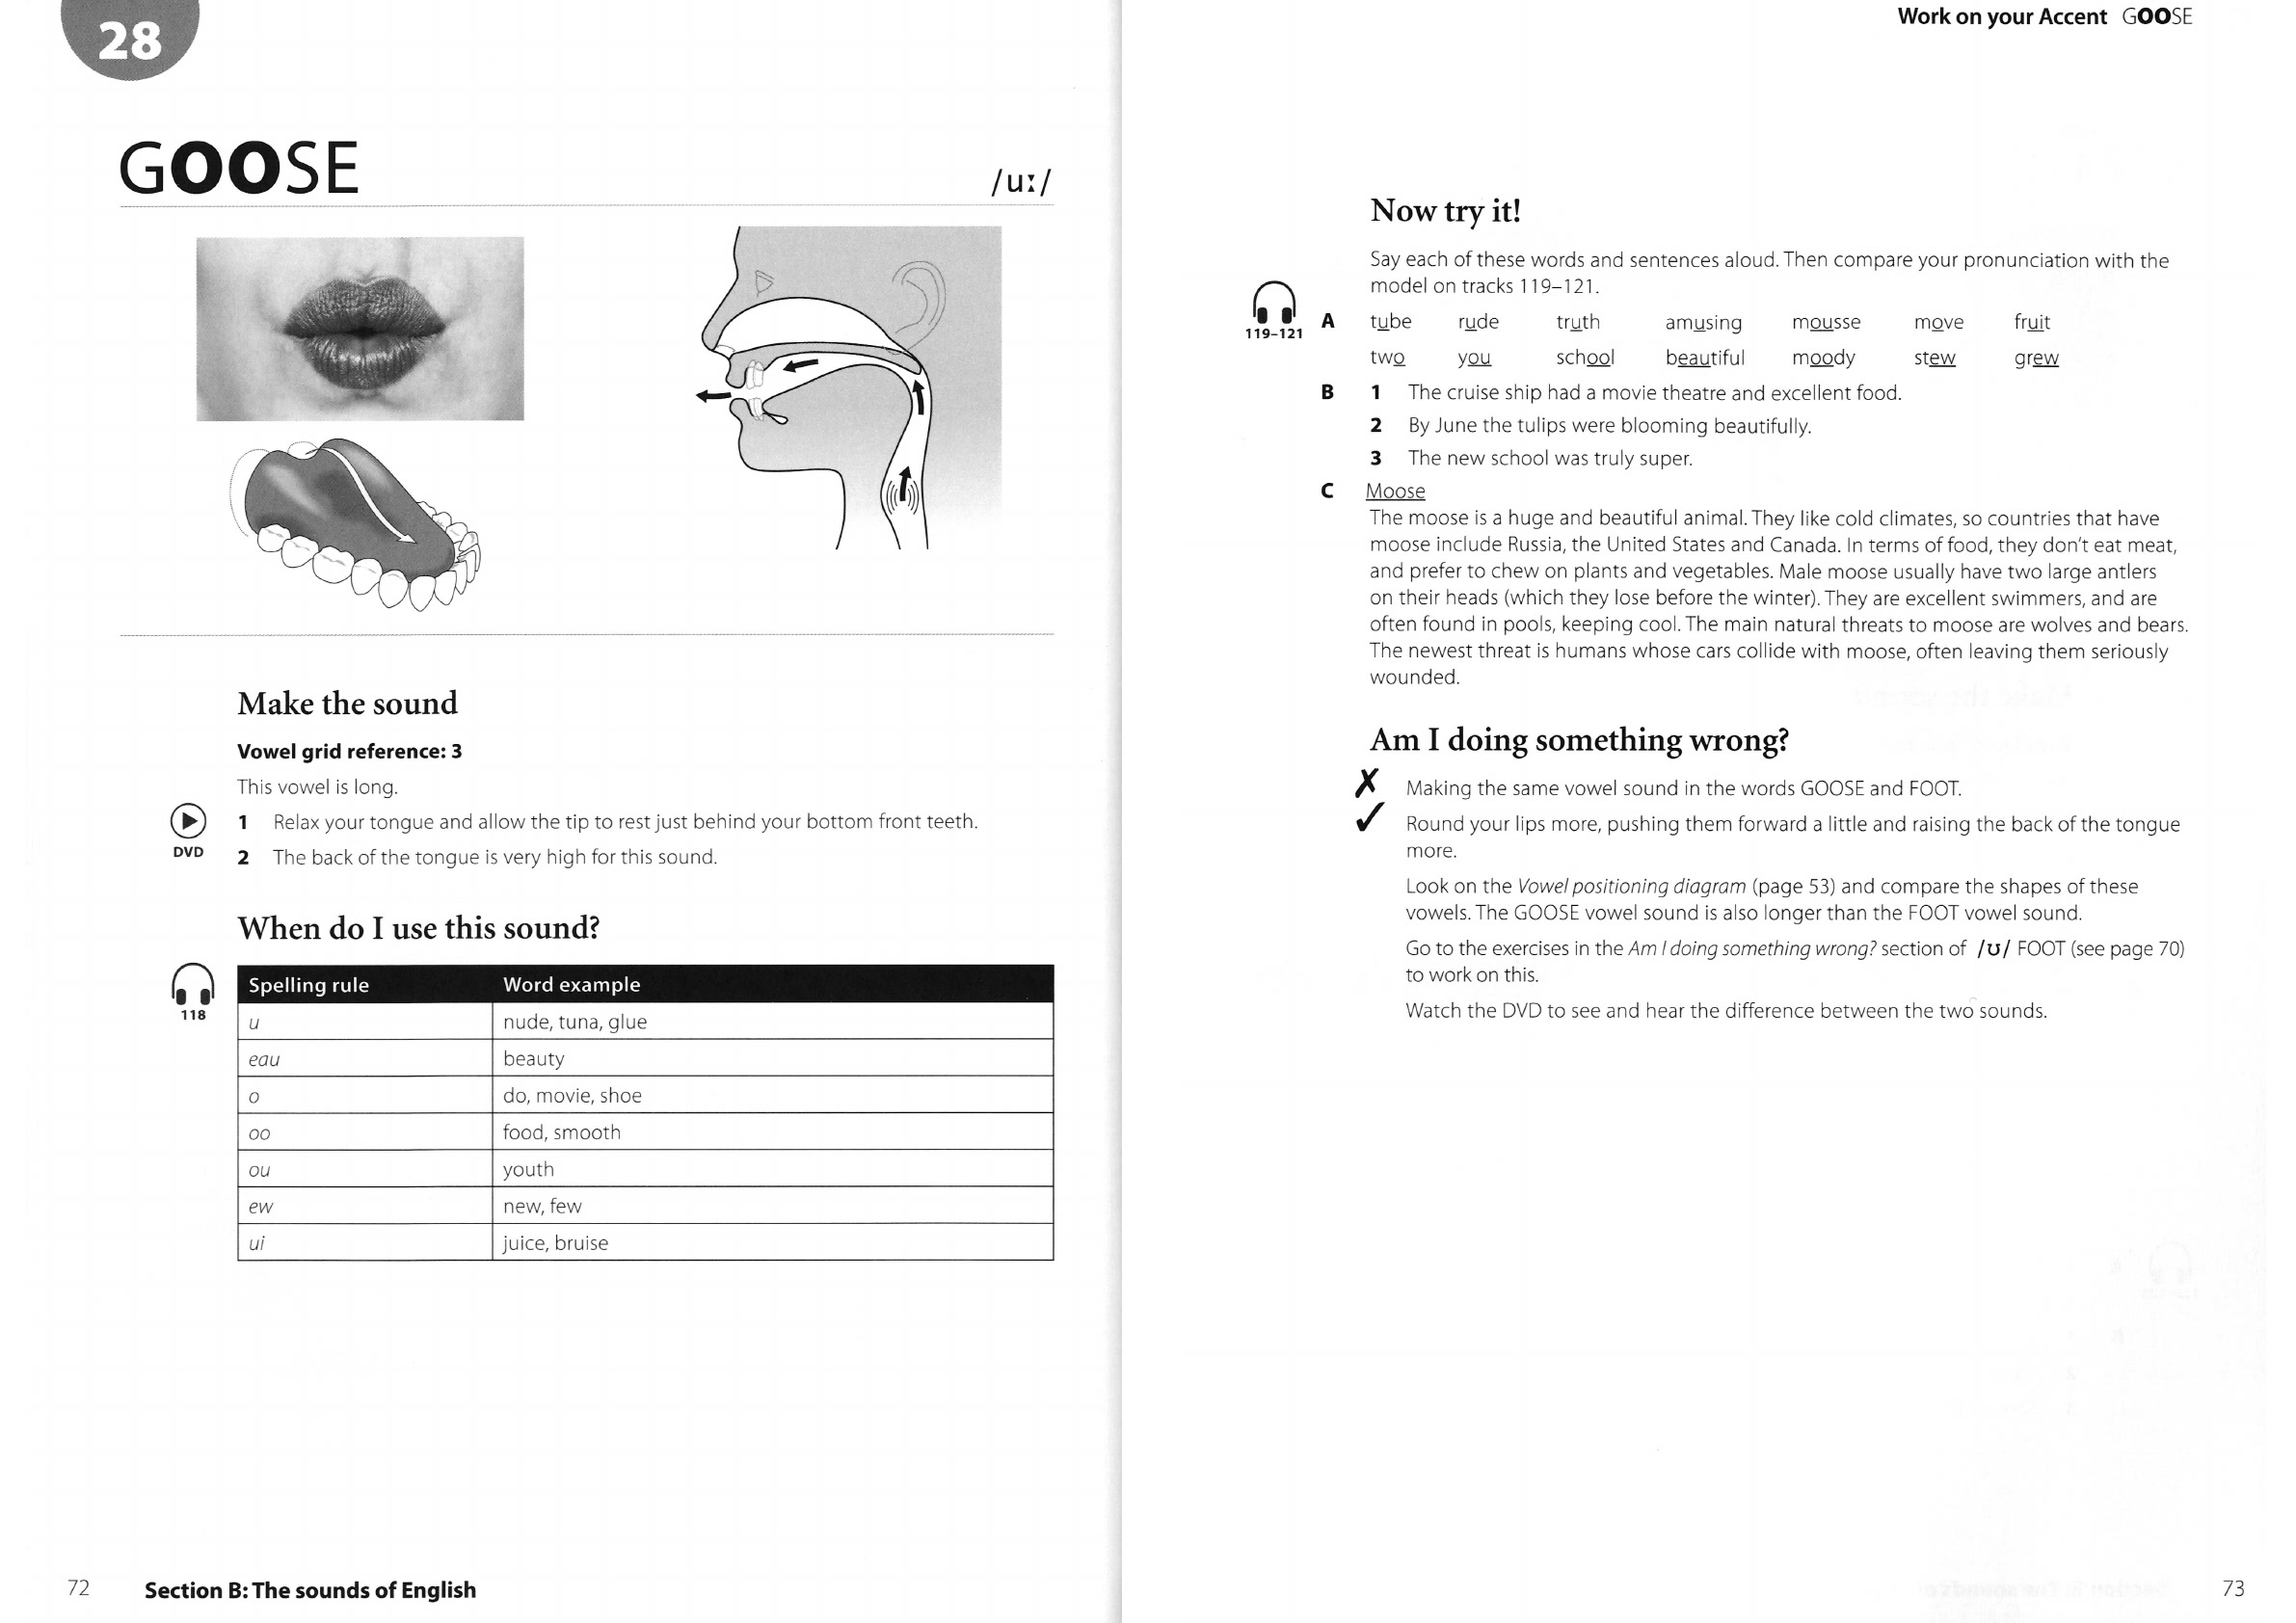 28
GOOSE
/uː/
Make the sound
Vowel grid reference: 3
This vowel is long.
DVD
1 Relax your tongue and allow the tip to rest just behind your bottom front teeth.
2 The back of the tongue is very high for this sound.
When do I use this sound?
118
Spelling rule Word example
u nude, tuna, glue
eau beauty
o do, movie, shoe
oo food, smooth
ou youth
ew new, few
ui juice, bruise
72 Section B: The sounds of English
Work on your Accent GOOSE
Now try it!
Say each of these words and sentences aloud. Then compare your pronunciation with the
model on tracks 119–121.
119–121
A tube rude truth amusing mousse move fruit
two you school beautiful moody stew grew
B 1 The cruise ship had a movie theatre and excellent food.
2 By June the tulips were blooming beautifully.
3 The new school was truly super.
C Moose
The moose is a huge and beautiful animal. They like cold climates, so countries that have
moose include Russia, the United States and Canada. In terms of food, they don't eat meat,
and prefer to chew on plants and vegetables. Male moose usually have two large antlers
on their heads (which they lose before the winter). They are excellent swimmers, and are
often found in pools, keeping cool. The main natural threats to moose are wolves and bears.
The newest threat is humans whose cars collide with moose, often leaving them seriously
wounded.
Am I doing something wrong?
✗ Making the same vowel sound in the words GOOSE and FOOT.
✓ Round your lips more, pushing them forward a little and raising the back of the tongue
more.
Look on the Vowel positioning diagram (page 53) and compare the shapes of these
vowels. The GOOSE vowel sound is also longer than the FOOT vowel sound.
Go to the exercises in the Am I doing something wrong? section of /ʊ/ FOOT (see page 70)
to work on this.
Watch the DVD to see and hear the difference between the two sounds.
73